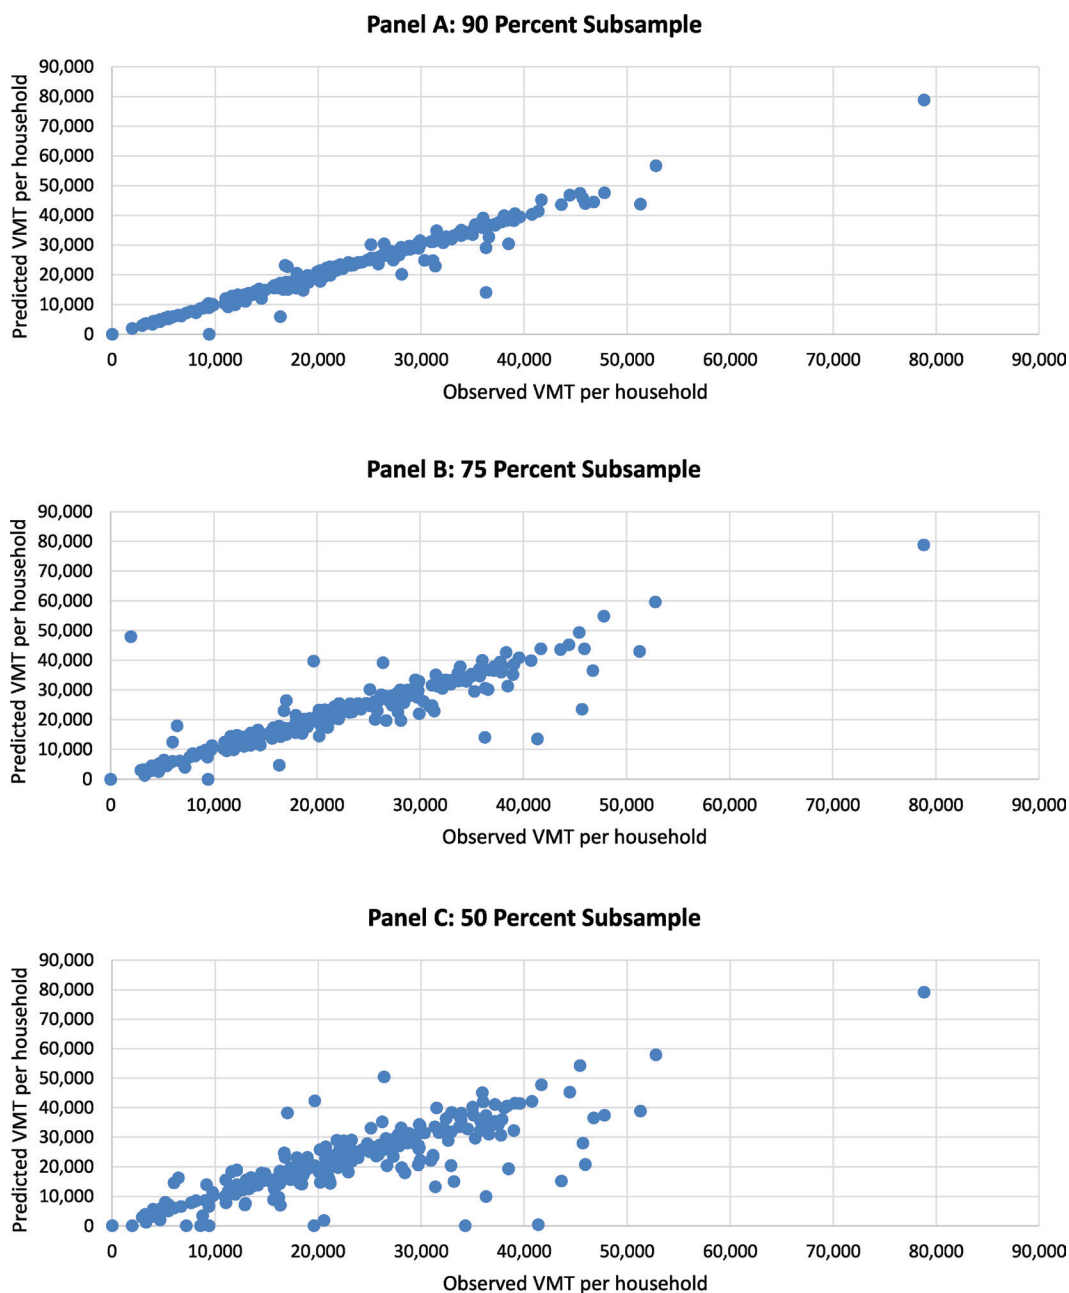 Panel A: 90 Percent Subsample
Predicted VMT per household
90,000
80,000
70,000
60,000
50,000
40,000
30,000
20,000
10,000
0
0 10,000 20,000 30,000 40,000 50,000 60,000 70,000 80,000 90,000
Observed VMT per household
Panel B: 75 Percent Subsample
Predicted VMT per household
90,000
80,000
70,000
60,000
50,000
40,000
30,000
20,000
10,000
0
0 10,000 20,000 30,000 40,000 50,000 60,000 70,000 80,000 90,000
Observed VMT per household
Panel C: 50 Percent Subsample
Predicted VMT per household
90,000
80,000
70,000
60,000
50,000
40,000
30,000
20,000
10,000
0
0 10,000 20,000 30,000 40,000 50,000 60,000 70,000 80,000 90,000
Observed VMT per household